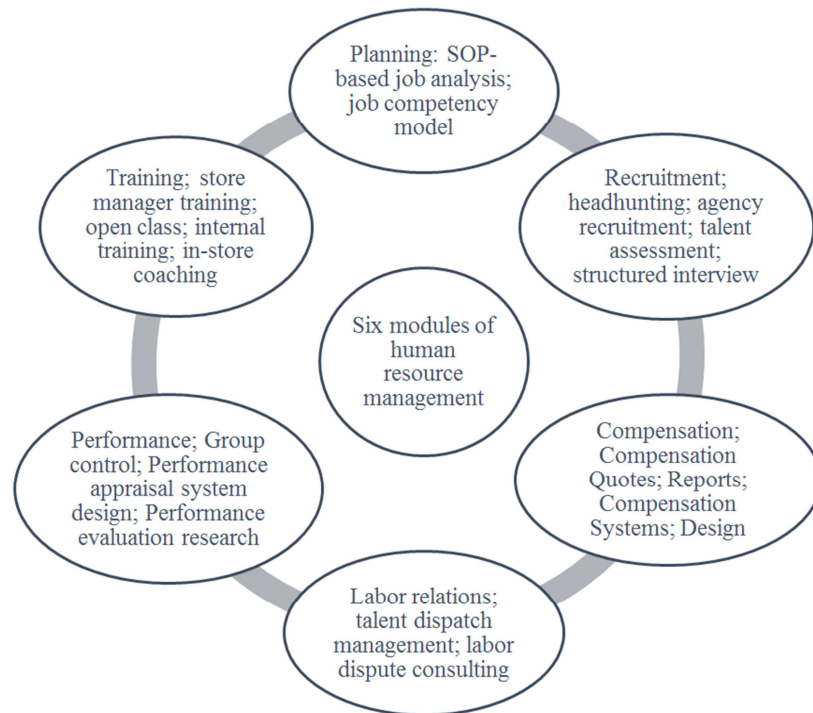 Planning: SOP-
based job analysis;
job competency
model
Training; store
manager training;
open class; internal
training; in-store
coaching
Recruitment;
headhunting; agency
recruitment; talent
assessment;
structured interview
Six modules of
human
resource
management
Performance; Group
control; Performance
appraisal system
design; Performance
evaluation research
Compensation;
Compensation
Quotes; Reports;
Compensation
Systems; Design
Labor relations;
talent dispatch
management; labor
dispute consulting